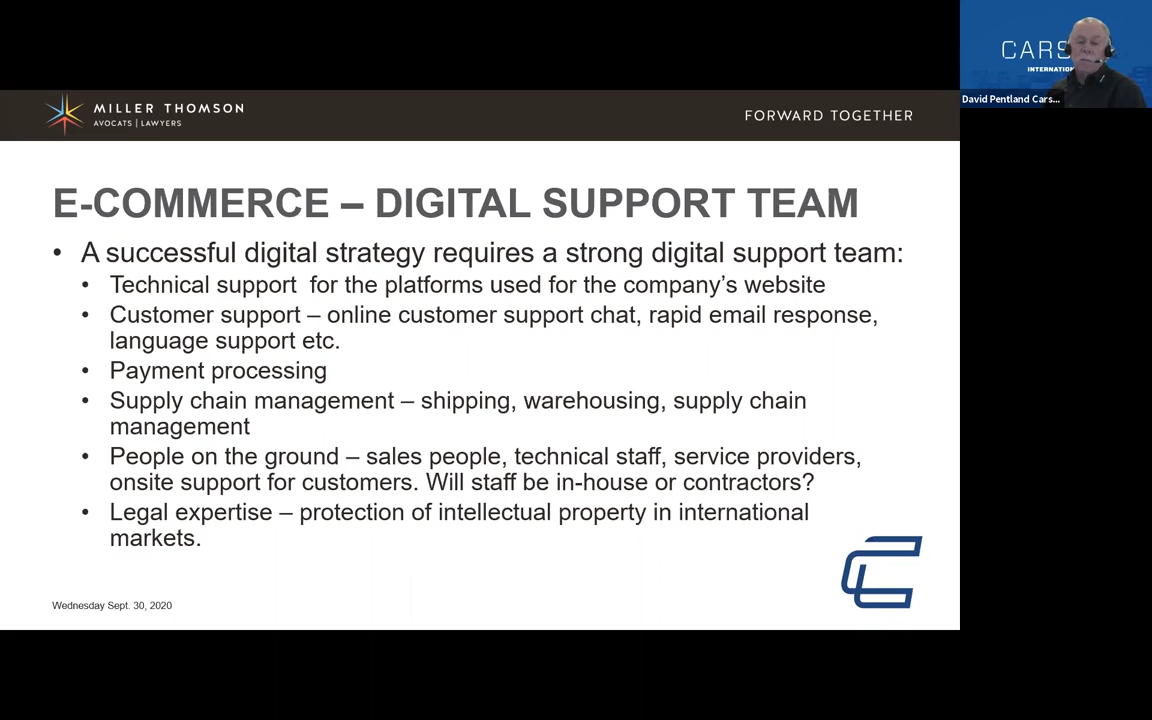 CARS
INTERNATIO
David Pentland Cars...
MILLER THOMSON
AVOCATS | LAWYERS
FORWARD TOGETHER
E-COMMERCE – DIGITAL SUPPORT TEAM
• A successful digital strategy requires a strong digital support team:
• Technical support  for the platforms used for the company’s website
• Customer support – online customer support chat, rapid email response,
language support etc.
• Payment processing
• Supply chain management – shipping, warehousing, supply chain
management
• People on the ground – sales people, technical staff, service providers,
onsite support for customers. Will staff be in-house or contractors?
• Legal expertise – protection of intellectual property in international
markets.
Wednesday Sept. 30, 2020